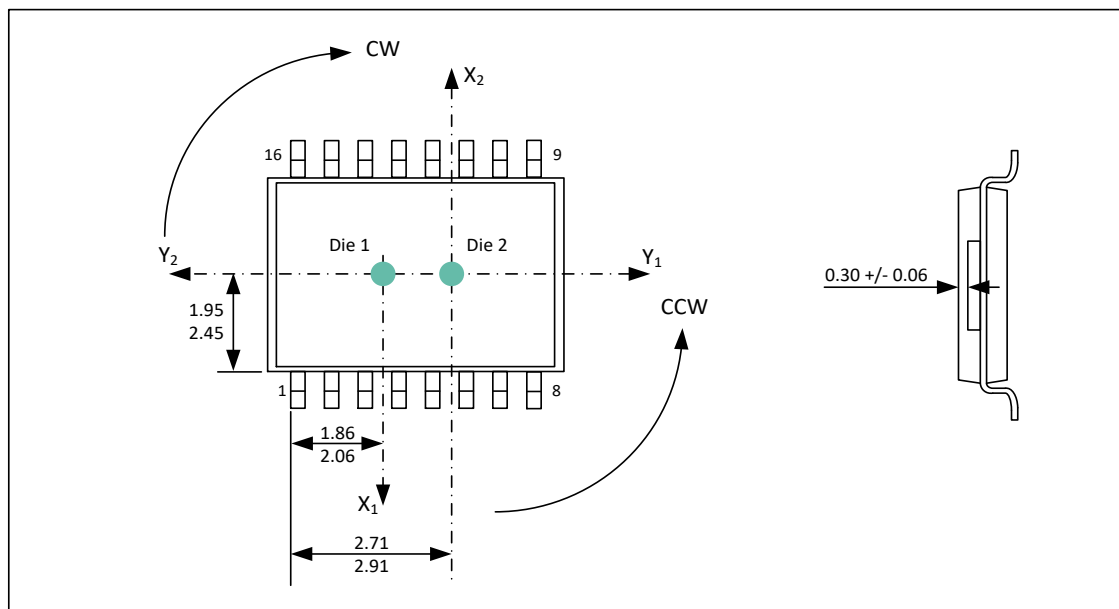 CW
X2
16
9
Die 1
Die 2
Y2
Y1
0.30 +/- 0.06
1.95
2.45
CCW
1
8
1.86
2.06
X1
2.71
2.91